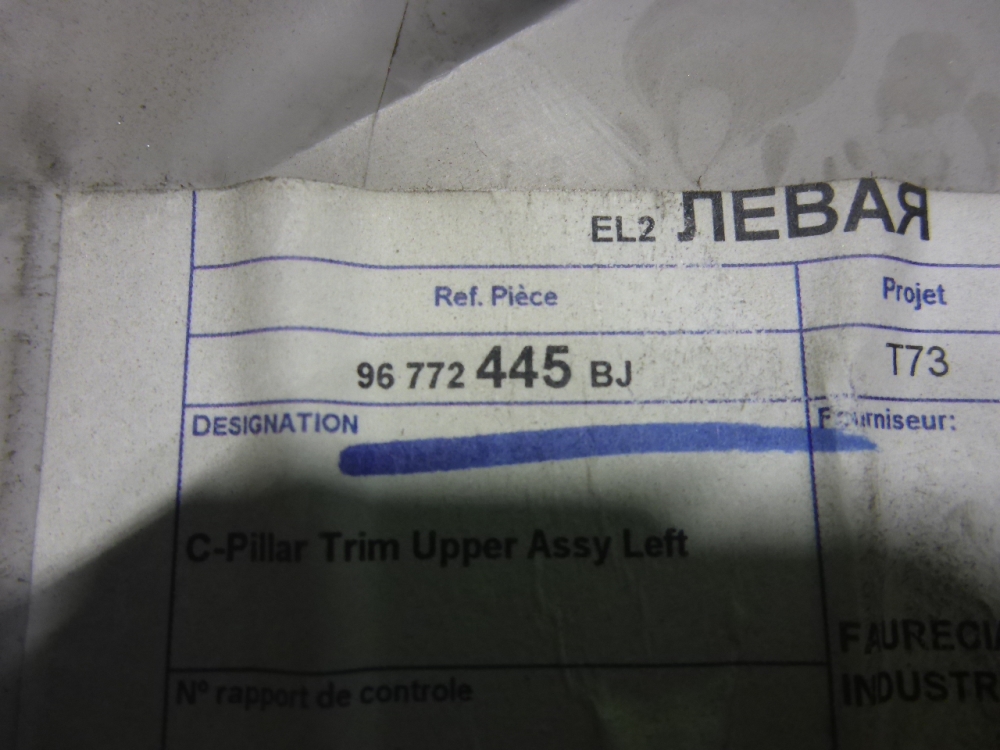 EL2 ЛЕВАЯ
Ref. Pièce
Projet
96 772 445 BJ
T73
DESIGNATION
C-Pillar Trim Upper Assy Left
N° rapport de controle